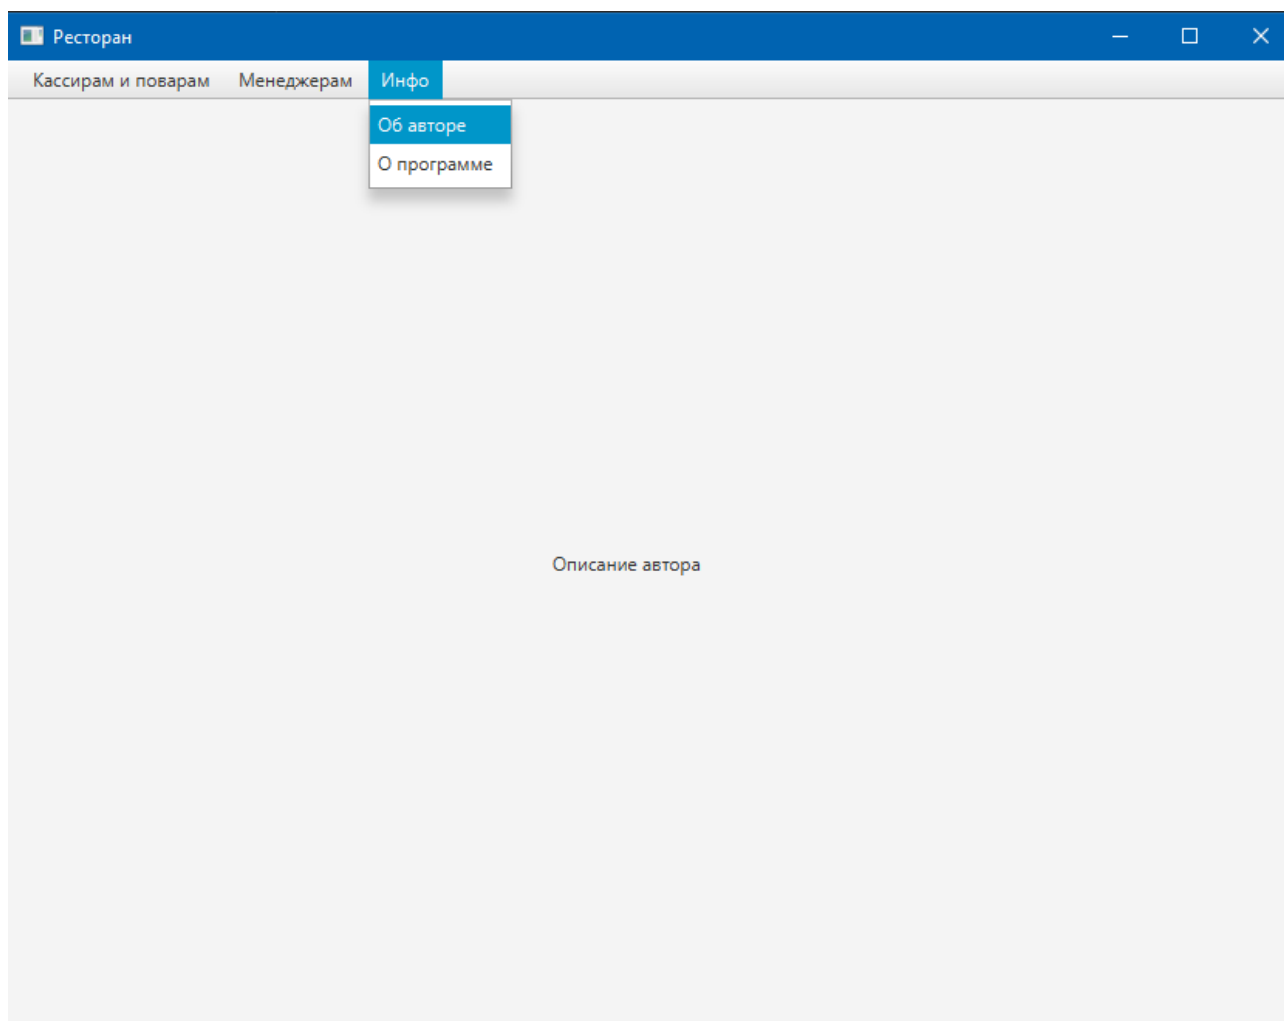 Ресторан
Кассирам и поварам Менеджерам Инфо
Об авторе
О программе
Описание автора